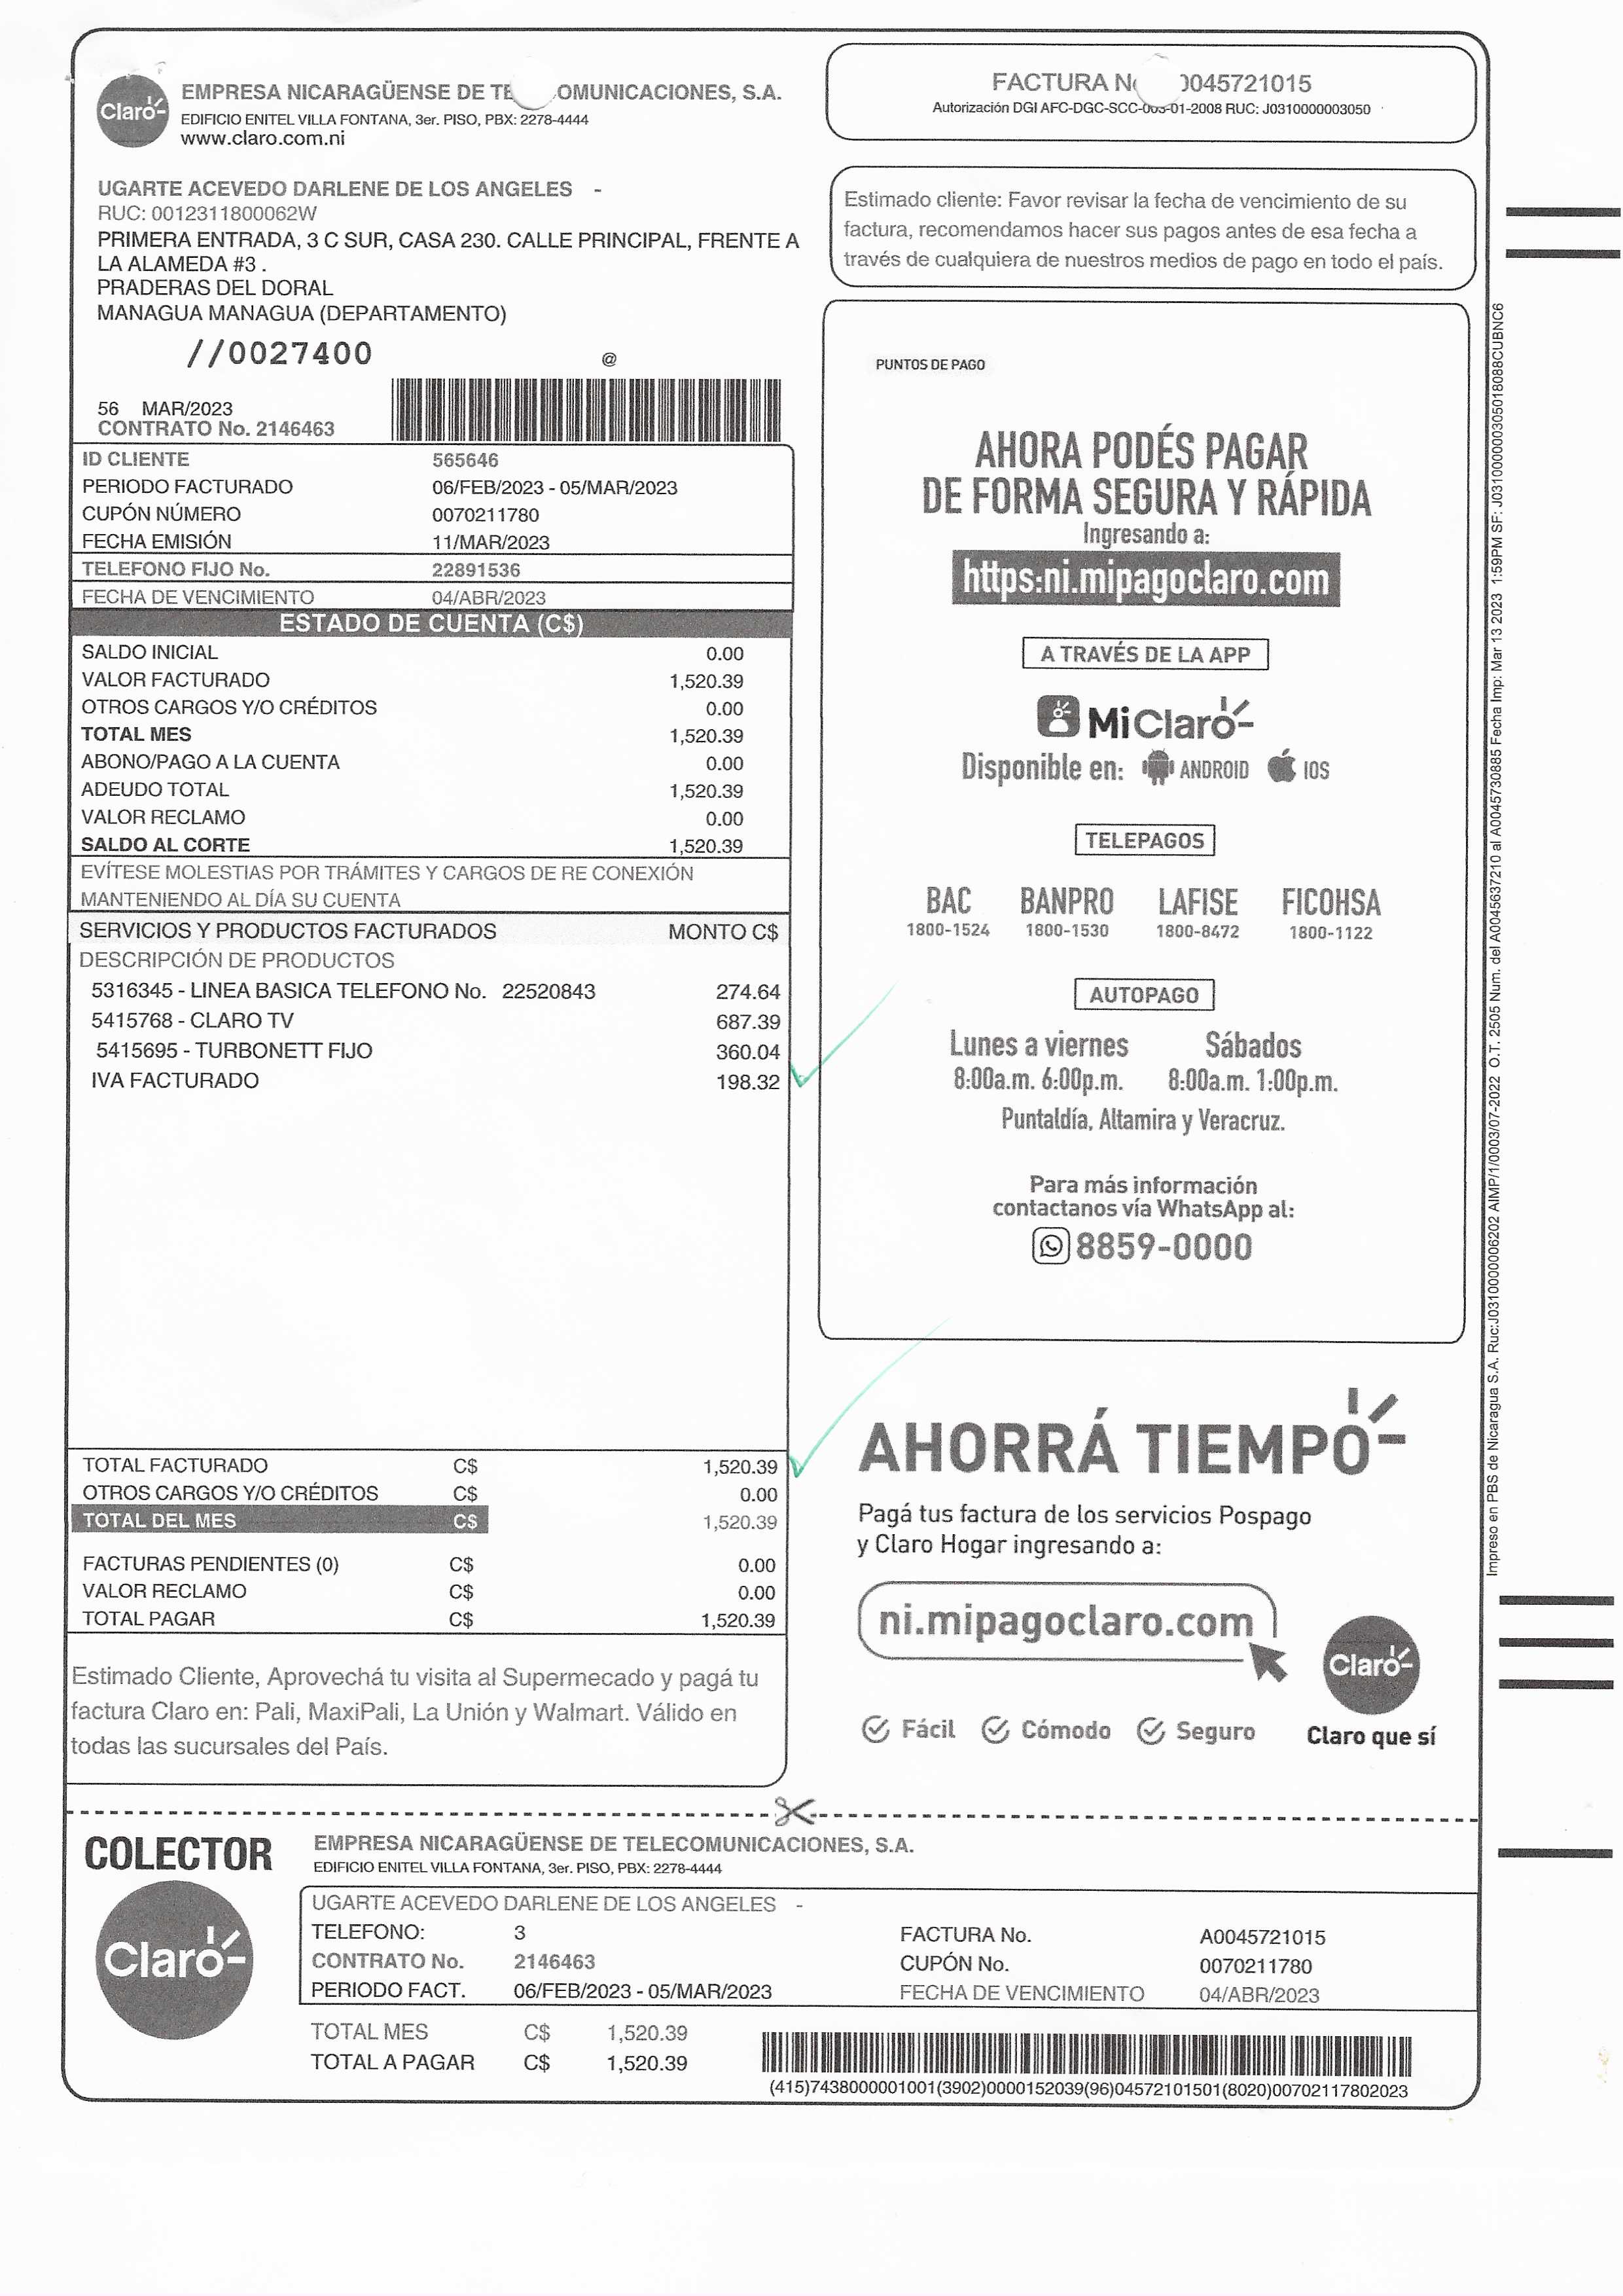 Claro
EMPRESA NICARAGÜENSE DE TE OMUNICACIONES, S.A.
EDIFICIO ENITEL VILLA FONTANA, 3er. PISO, PBX: 2278-4444
www.claro.com.ni
FACTURA N 0045721015
Autorización DGI AFC-DGC-SCC-003-01-2008 RUC: J0310000003050
UGARTE ACEVEDO DARLENE DE LOS ANGELES -
RUC: 0012311800062W
PRIMERA ENTRADA, 3 C SUR, CASA 230. CALLE PRINCIPAL, FRENTE A
LA ALAMEDA #3 .
PRADERAS DEL DORAL
MANAGUA MANAGUA (DEPARTAMENTO)
//0027400 @
56 MAR/2023
CONTRATO No. 2146463
Estimado cliente: Favor revisar la fecha de vencimiento de su
factura, recomendamos hacer sus pagos antes de esa fecha a
través de cualquiera de nuestros medios de pago en todo el país.
ID CLIENTE 565646
PERIODO FACTURADO 06/FEB/2023 - 05/MAR/2023
CUPÓN NÚMERO 0070211780
FECHA EMISIÓN 11/MAR/2023
TELEFONO FIJO No. 22891536
FECHA DE VENCIMIENTO 04/ABR/2023
ESTADO DE CUENTA (C$)
SALDO INICIAL 0.00
VALOR FACTURADO 1,520.39
OTROS CARGOS Y/O CRÉDITOS 0.00
TOTAL MES 1,520.39
ABONO/PAGO A LA CUENTA 0.00
ADEUDO TOTAL 1,520.39
VALOR RECLAMO 0.00
SALDO AL CORTE 1,520.39
EVÍTESE MOLESTIAS POR TRÁMITES Y CARGOS DE RE CONEXIÓN
MANTENIENDO AL DÍA SU CUENTA
SERVICIOS Y PRODUCTOS FACTURADOS MONTO C$
DESCRIPCIÓN DE PRODUCTOS
5316345 - LINEA BASICA TELEFONO No. 22520843 274.64
5415768 - CLARO TV 687.39
5415695 - TURBONETT FIJO 360.04
IVA FACTURADO 198.32
TOTAL FACTURADO C$ 1,520.39
OTROS CARGOS Y/O CRÉDITOS C$ 0.00
TOTAL DEL MES C$ 1,520.39
FACTURAS PENDIENTES (0) C$ 0.00
VALOR RECLAMO C$ 0.00
TOTAL PAGAR C$ 1,520.39
Estimado Cliente, Aprovechá tu visita al Supermecado y pagá tu
factura Claro en: Pali, MaxiPali, La Unión y Walmart. Válido en
todas las sucursales del País.
PUNTOS DE PAGO
AHORA PODÉS PAGAR
DE FORMA SEGURA Y RÁPIDA
Ingresando a:
https:ni.mipagoclaro.com
A TRAVÉS DE LA APP
Mi Claro
Disponible en: ANDROID IOS
TELEPAGOS
BAC BANPRO LAFISE FICOHSA
1800-1524 1800-1530 1800-8472 1800-1122
AUTOPAGO
Lunes a viernes Sábados
8:00a.m. 6:00p.m. 8:00a.m. 1:00p.m.
Puntaldía, Altamira y Veracruz.
Para más información
contactanos vía WhatsApp al:
8859-0000
AHORRÁ TIEMPO
Pagá tus factura de los servicios Pospago
y Claro Hogar ingresando a:
ni.mipagoclaro.com
Claro
Fácil Cómodo Seguro Claro que sí
Impreso en PBS de Nicaragua S.A. Ruc:J0310000006202 AIMP/1/0003/07-2022 O.T. 2505 Num. del A0045637210 al A0045730885 Fecha Imp: Mar 13 2023 1:59PM SF: J031000000305018088CUBNC6
COLECTOR
Claro
EMPRESA NICARAGÜENSE DE TELECOMUNICACIONES, S.A.
EDIFICIO ENITEL VILLA FONTANA, 3er. PISO, PBX: 2278-4444
UGARTE ACEVEDO DARLENE DE LOS ANGELES -
TELEFONO: 3 FACTURA No. A0045721015
CONTRATO No. 2146463 CUPÓN No. 0070211780
PERIODO FACT. 06/FEB/2023 - 05/MAR/2023 FECHA DE VENCIMIENTO 04/ABR/2023
TOTAL MES C$ 1,520.39
TOTAL A PAGAR C$ 1,520.39
(415)7438000001001(3902)0000152039(96)04572101501(8020)00702117802023